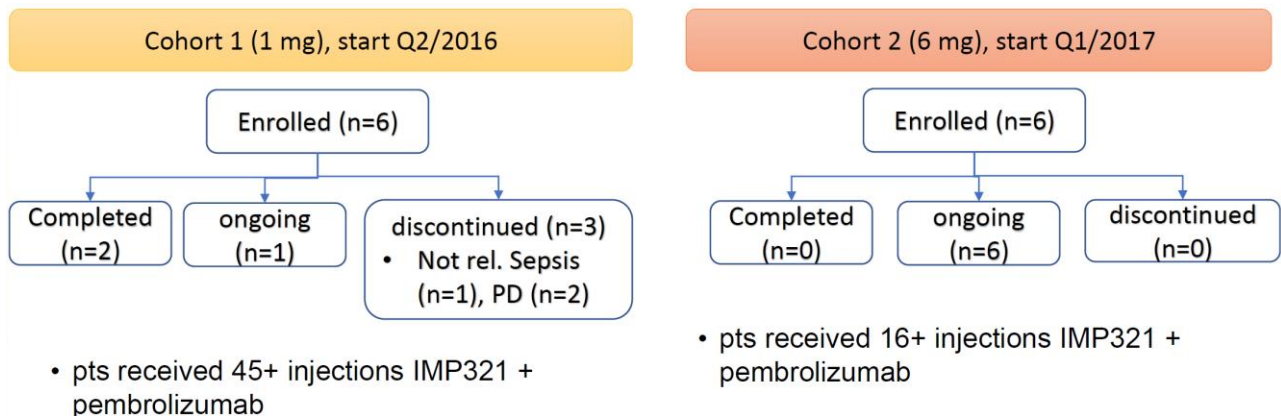 Cohort 1 (1 mg), start Q2/2016
Enrolled (n=6)
Completed
(n=2)
ongoing
(n=1)
discontinued (n=3)
• Not rel. Sepsis
(n=1), PD (n=2)
• pts received 45+ injections IMP321 +
pembrolizumab
Cohort 2 (6 mg), start Q1/2017
Enrolled (n=6)
Completed
(n=0)
ongoing
(n=6)
discontinued
(n=0)
• pts received 16+ injections IMP321 +
pembrolizumab